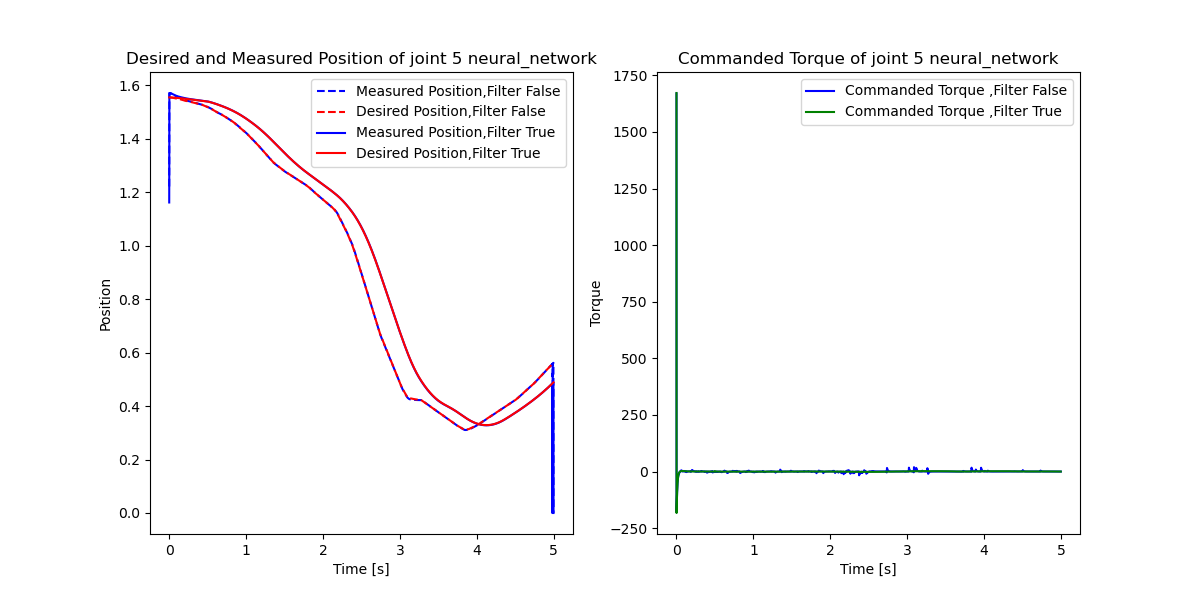 Desired and Measured Position of joint 5 neural_network
1.6
1.4
1.2
1.0
0.8
0.6
0.4
0.2
0.0
Position
0 1 2 3 4 5
Time [s]
Measured Position,Filter False
Desired Position,Filter False
Measured Position,Filter True
Desired Position,Filter True
Commanded Torque of joint 5 neural_network
1750
1500
1250
1000
750
500
250
0
−250
Torque
0 1 2 3 4 5
Time [s]
Commanded Torque ,Filter False
Commanded Torque ,Filter True